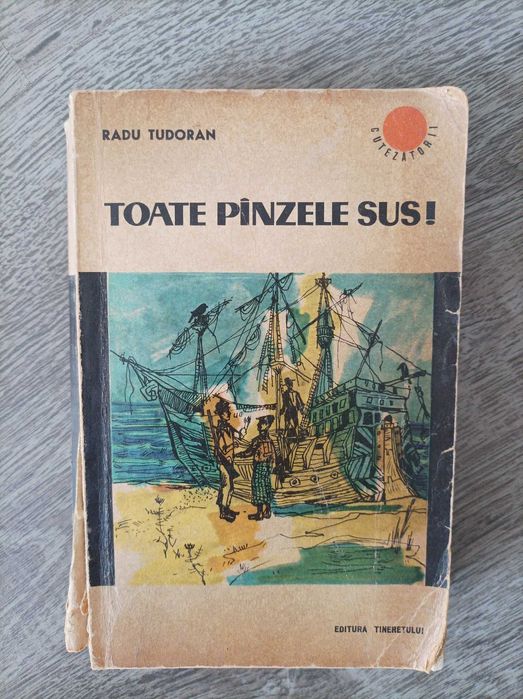 RADU TUDORAN
CUTEZĂTORII
TOATE PÎNZELE SUS!
EDITURA TINERETULUI